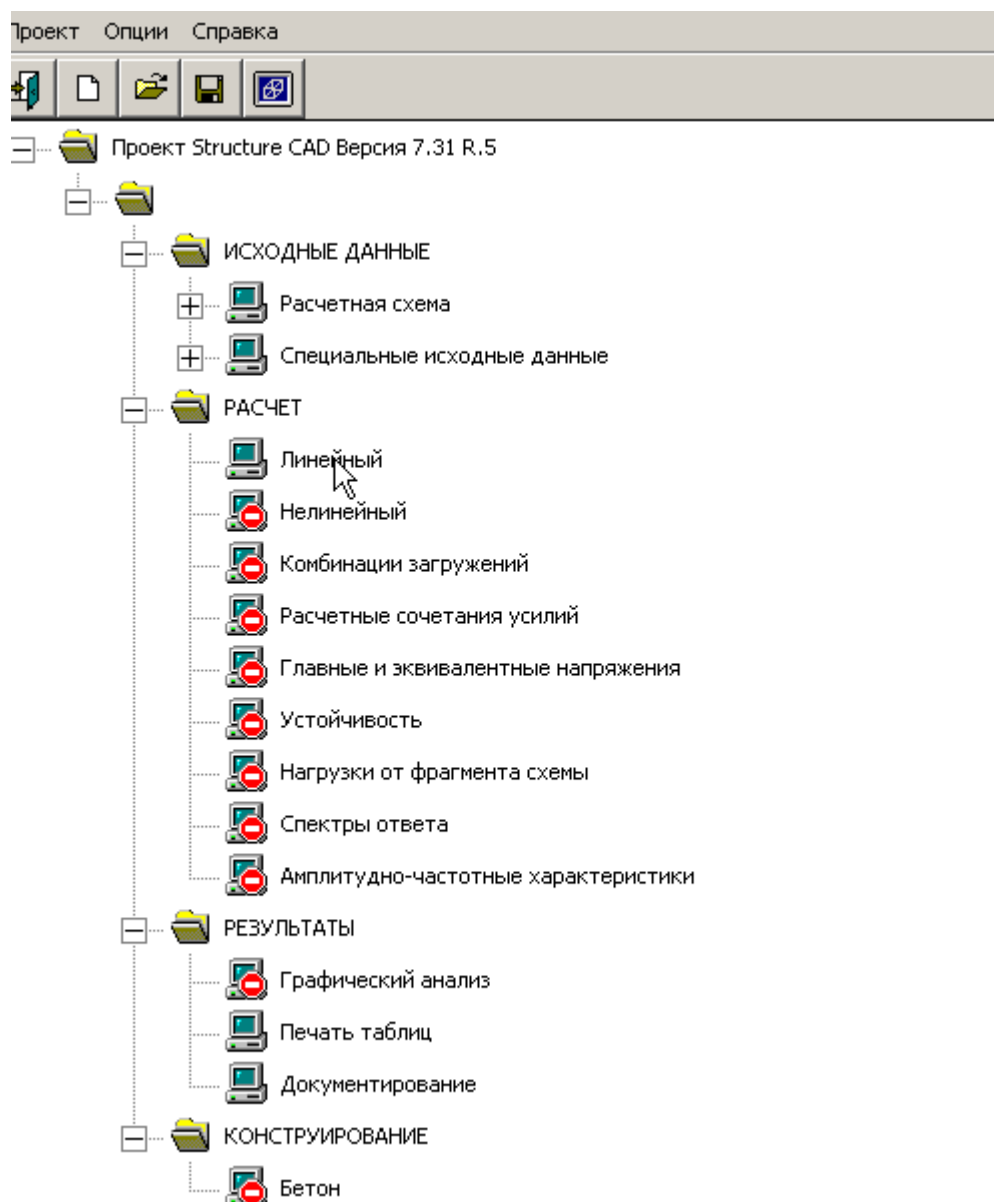 Проект Опции Справка
Проект Structure CAD Версия 7.31 R.5
ИСХОДНЫЕ ДАННЫЕ
Расчетная схема
Специальные исходные данные
РАСЧЕТ
Линейный
Нелинейный
Комбинации загружений
Расчетные сочетания усилий
Главные и эквивалентные напряжения
Устойчивость
Нагрузки от фрагмента схемы
Спектры ответа
Амплитудно-частотные характеристики
РЕЗУЛЬТАТЫ
Графический анализ
Печать таблиц
Документирование
КОНСТРУИРОВАНИЕ
Бетон